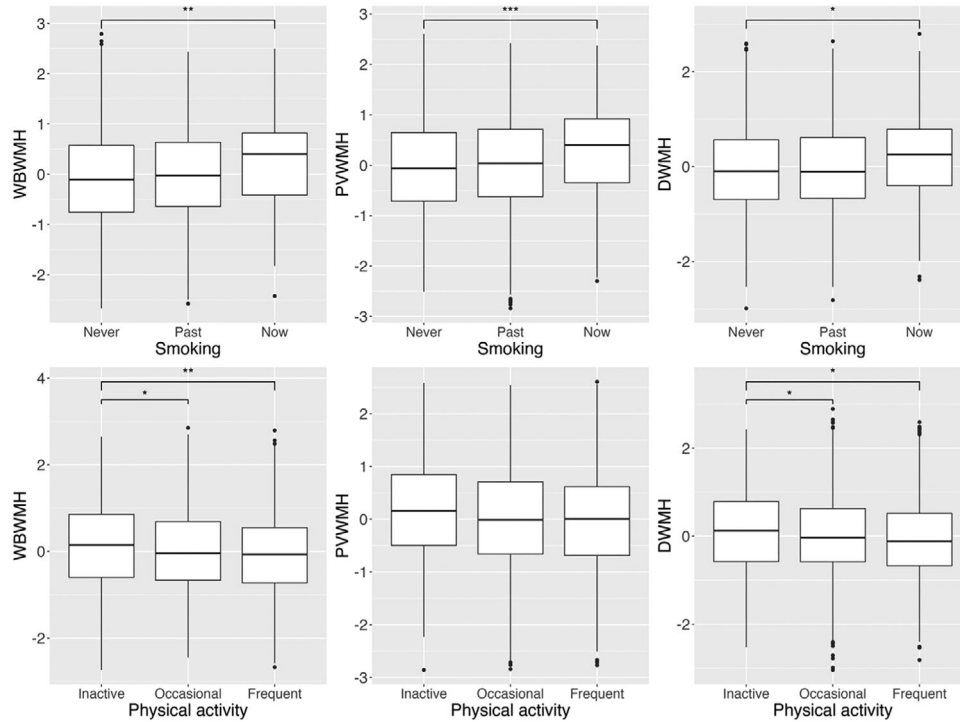 **
3
2
1
0
-1
-2
WBWMH
Never Past Now
Smoking
***
3
2
1
0
-1
-2
-3
PVWMH
Never Past Now
Smoking
*
2
0
-2
DWMH
Never Past Now
Smoking
**
*
4
2
0
-2
WBWMH
Inactive Occasional Frequent
Physical activity
2
1
0
-1
-2
-3
PVWMH
Inactive Occasional Frequent
Physical activity
*
*
2
0
-2
DWMH
Inactive Occasional Frequent
Physical activity